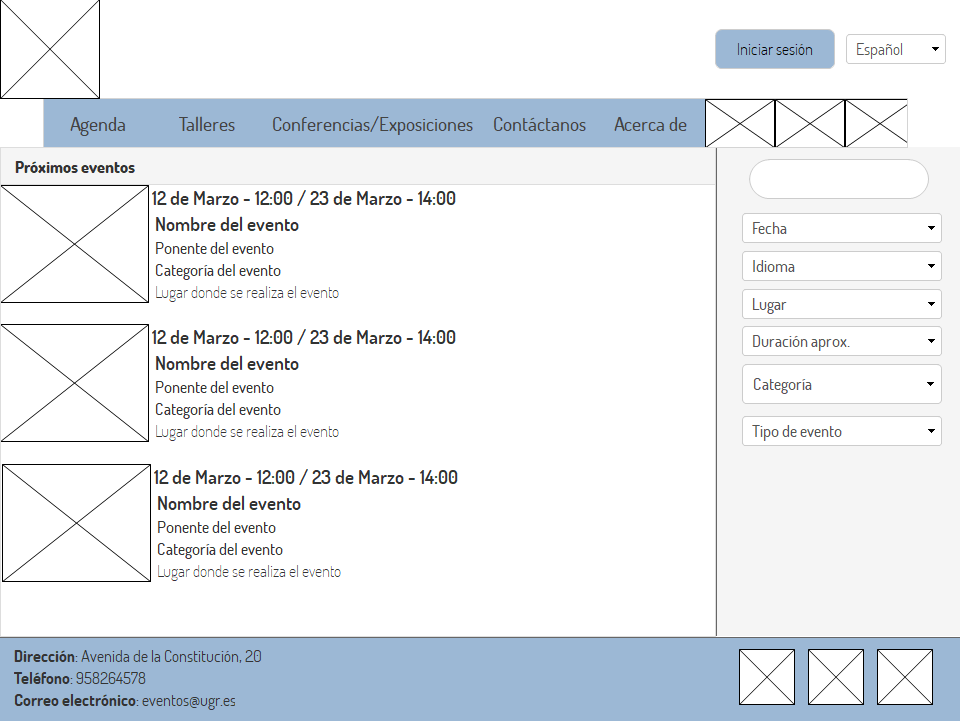 Iniciar sesión
Español
Agenda
Talleres
Conferencias/Exposiciones
Contáctanos
Acerca de
Próximos eventos
12 de Marzo - 12:00 / 23 de Marzo - 14:00
Nombre del evento
Ponente del evento
Categoría del evento
Lugar donde se realiza el evento
12 de Marzo - 12:00 / 23 de Marzo - 14:00
Nombre del evento
Ponente del evento
Categoría del evento
Lugar donde se realiza el evento
12 de Marzo - 12:00 / 23 de Marzo - 14:00
Nombre del evento
Ponente del evento
Categoría del evento
Lugar donde se realiza el evento
Fecha
Idioma
Lugar
Duración aprox.
Categoría
Tipo de evento
Dirección: Avenida de la Constitución, 20
Teléfono: 958264578
Correo electrónico: eventos@ugr.es